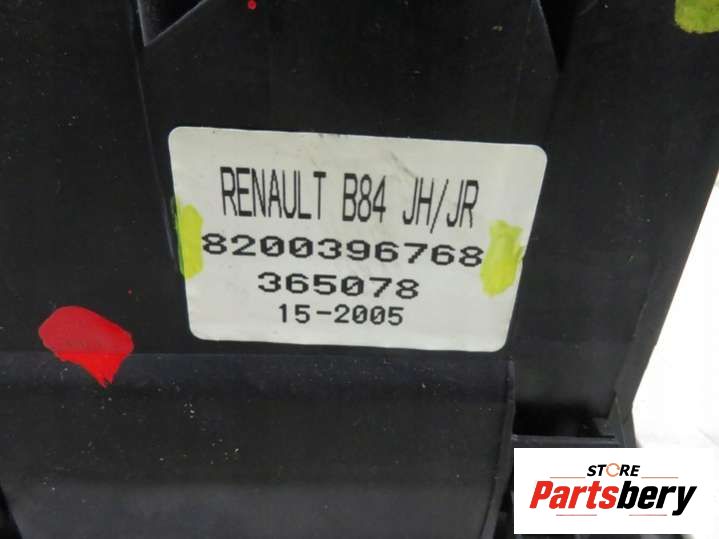 RENAULT B84 JH/JR
8200396768
365078
15-2005
STORE
Partsbery